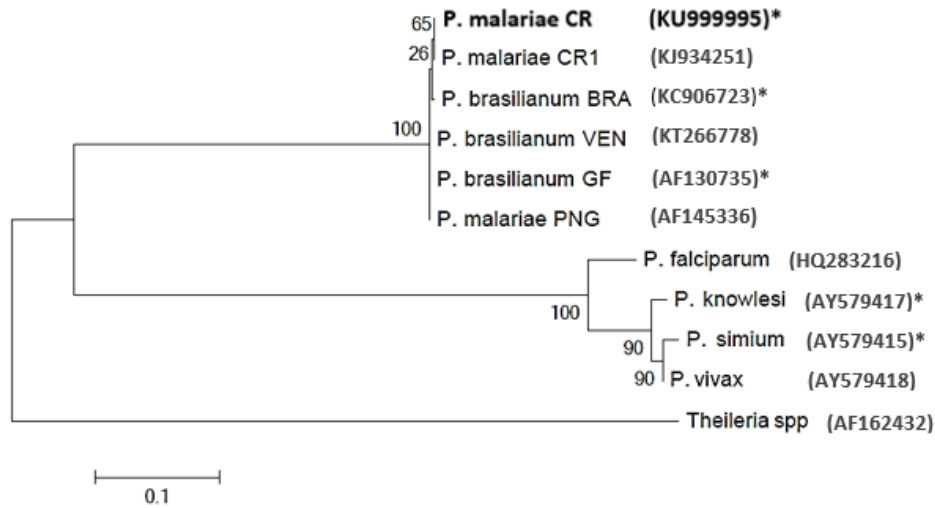 65 P. malariae CR (KU999995)*
26 P. malariae CR1 (KJ934251)
P. brasilianum BRA (KC906723)*
100 P. brasilianum VEN (KT266778)
P. brasilianum GF (AF130735)*
P. malariae PNG (AF145336)
P. falciparum (HQ283216)
100 P. knowlesi (AY579417)*
90 P. simium (AY579415)*
90 P. vivax (AY579418)
Theileria spp (AF162432)
0.1